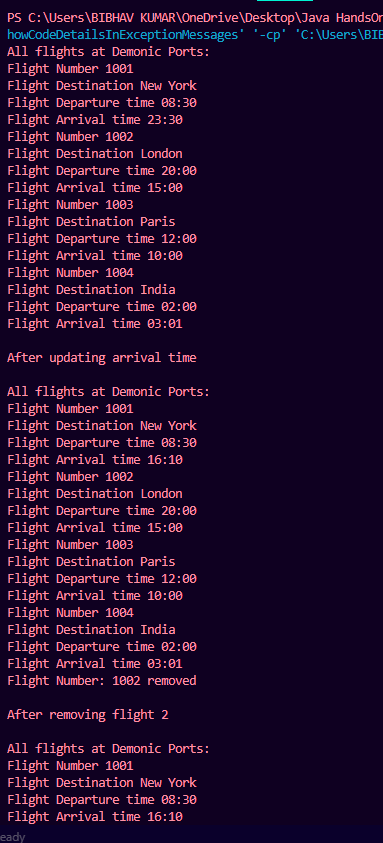 PS C:\Users\BIBHAV KUMAR\OneDrive\Desktop\Java HandsOn
howCodeDetailsInExceptionMessages' '-cp' 'C:\Users\BIB
All flights at Demonic Ports:
Flight Number 1001
Flight Destination New York
Flight Departure time 08:30
Flight Arrival time 23:30
Flight Number 1002
Flight Destination London
Flight Departure time 20:00
Flight Arrival time 15:00
Flight Number 1003
Flight Destination Paris
Flight Departure time 12:00
Flight Arrival time 10:00
Flight Number 1004
Flight Destination India
Flight Departure time 02:00
Flight Arrival time 03:01
After updating arrival time
All flights at Demonic Ports:
Flight Number 1001
Flight Destination New York
Flight Departure time 08:30
Flight Arrival time 16:10
Flight Number 1002
Flight Destination London
Flight Departure time 20:00
Flight Arrival time 15:00
Flight Number 1003
Flight Destination Paris
Flight Departure time 12:00
Flight Arrival time 10:00
Flight Number 1004
Flight Destination India
Flight Departure time 02:00
Flight Arrival time 03:01
Flight Number: 1002 removed
After removing flight 2
All flights at Demonic Ports:
Flight Number 1001
Flight Destination New York
Flight Departure time 08:30
Flight Arrival time 16:10
eady